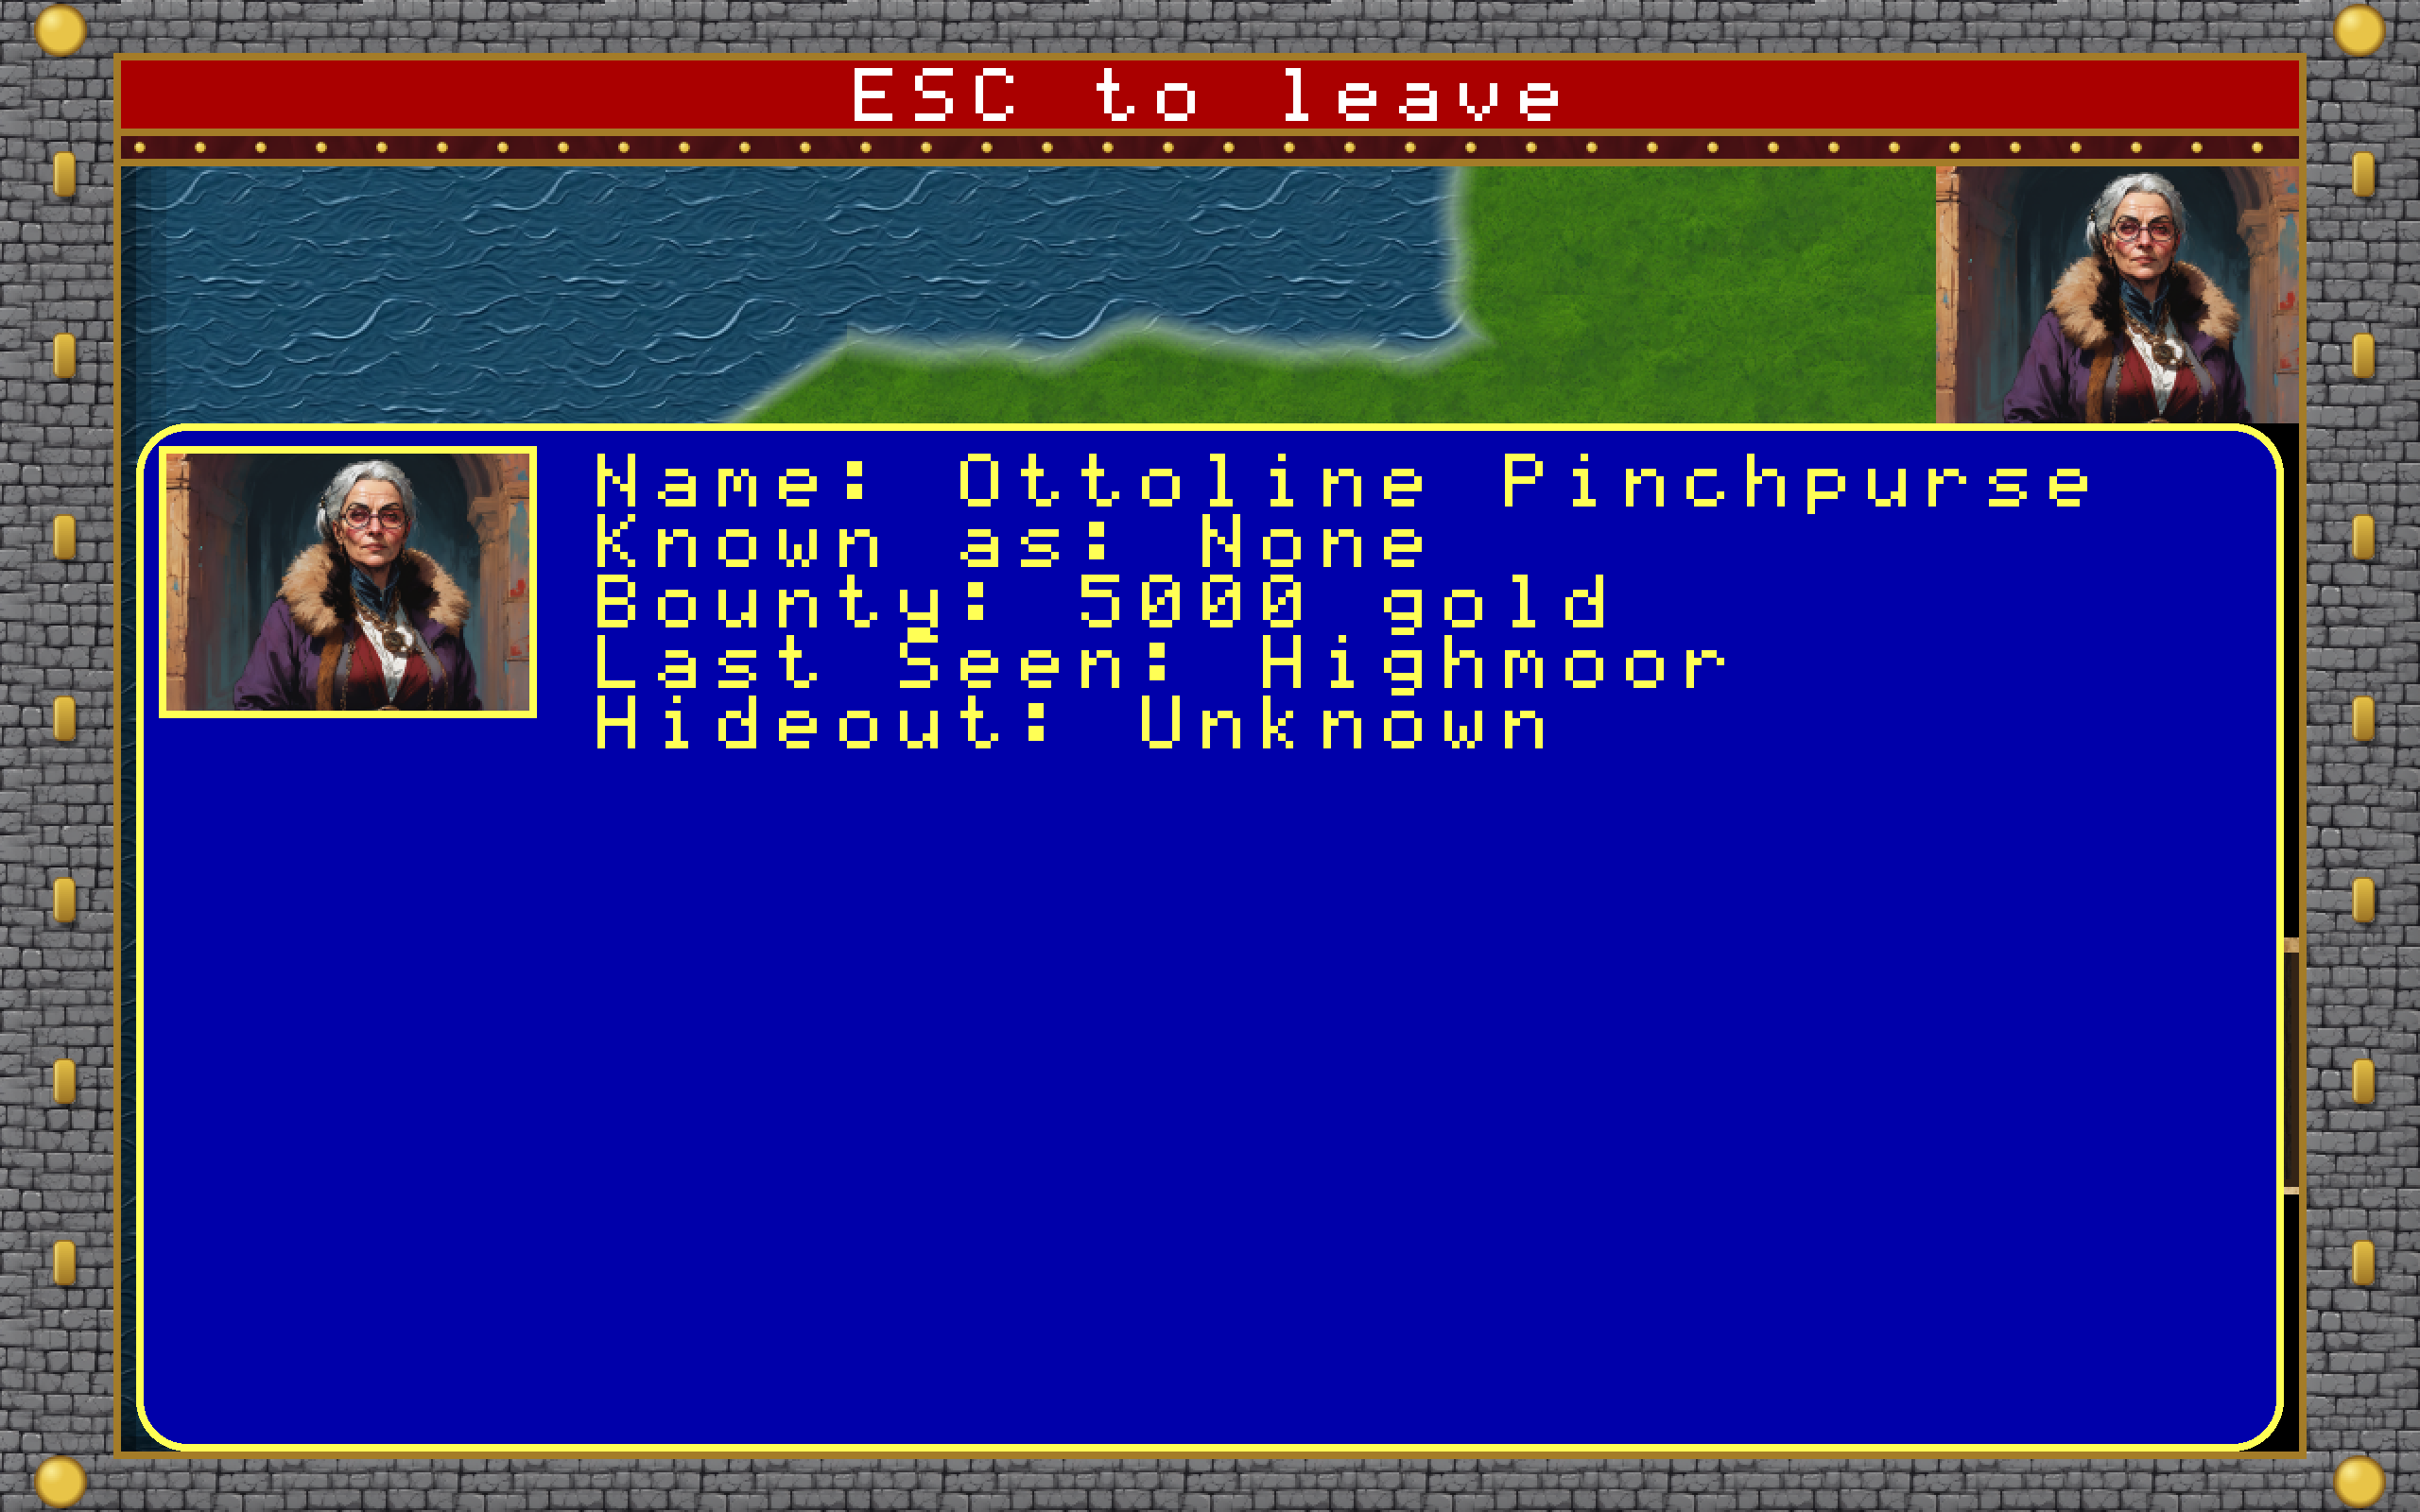 ESC to leave
Name: Ottoline Pinchpurse
Known as: None
Bounty: 5000 gold
Last Seen: Highmoor
Hideout: Unknown